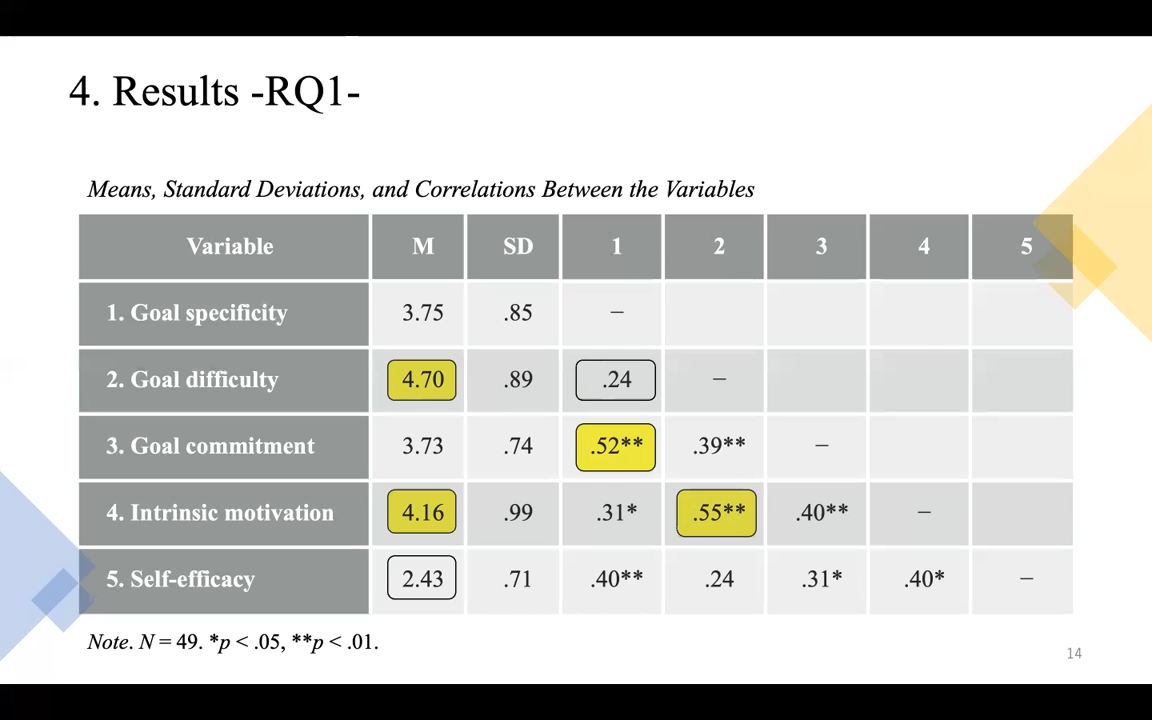 4. Results -RQ1-
Means, Standard Deviations, and Correlations Between the Variables
Variable M SD 1 2 3 4 5
1. Goal specificity 3.75 .85 –
2. Goal difficulty 4.70 .89 .24 –
3. Goal commitment 3.73 .74 .52** .39** –
4. Intrinsic motivation 4.16 .99 .31* .55** .40** –
5. Self-efficacy 2.43 .71 .40** .24 .31* .40* –
Note. N = 49. *p < .05, **p < .01.
14